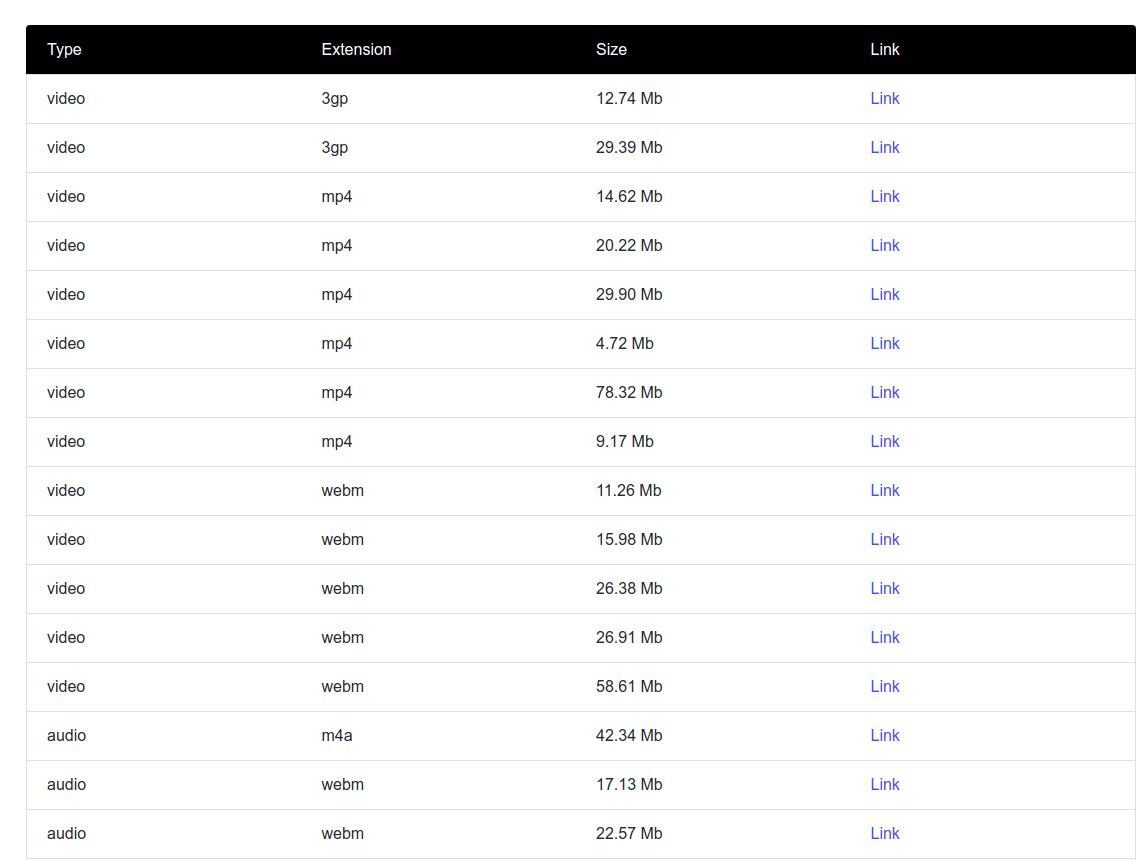 Type Extension Size Link
video 3gp 12.74 Mb Link
video 3gp 29.39 Mb Link
video mp4 14.62 Mb Link
video mp4 20.22 Mb Link
video mp4 29.90 Mb Link
video mp4 4.72 Mb Link
video mp4 78.32 Mb Link
video mp4 9.17 Mb Link
video webm 11.26 Mb Link
video webm 15.98 Mb Link
video webm 26.38 Mb Link
video webm 26.91 Mb Link
video webm 58.61 Mb Link
audio m4a 42.34 Mb Link
audio webm 17.13 Mb Link
audio webm 22.57 Mb Link